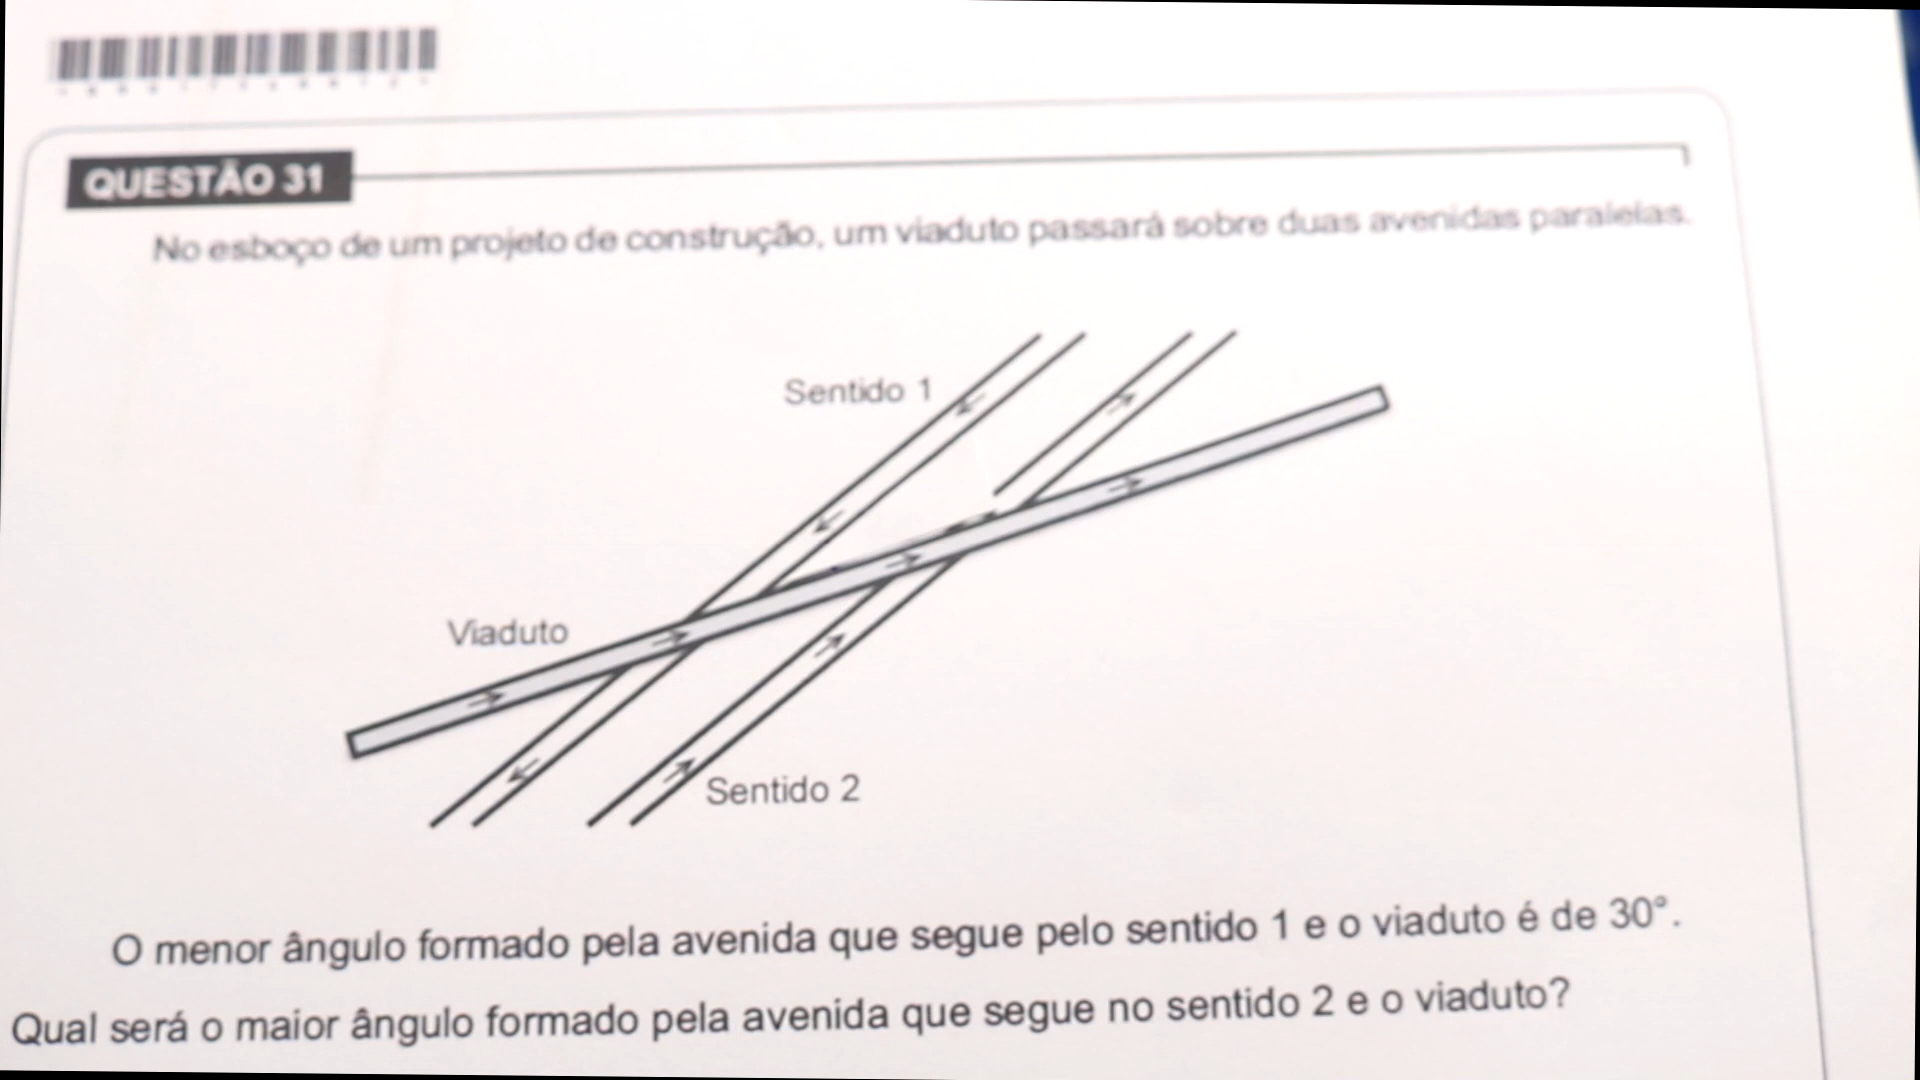 QUESTÃO 31
No esboço de um projeto de construção, um viaduto passará sobre duas avenidas paralelas.
Sentido 1
Viaduto
Sentido 2
O menor ângulo formado pela avenida que segue pelo sentido 1 e o viaduto é de 30°.
Qual será o maior ângulo formado pela avenida que segue no sentido 2 e o viaduto?